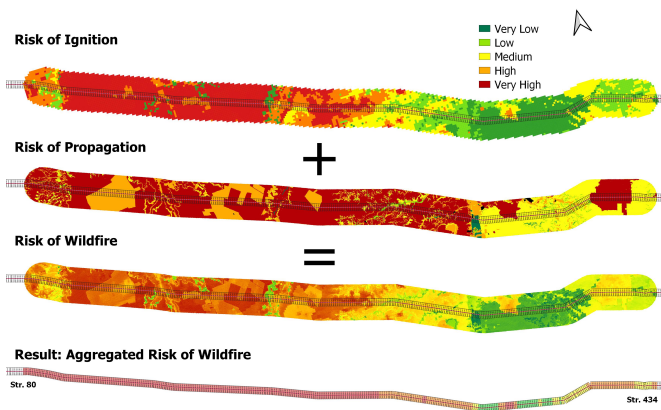 Risk of Ignition
Very Low
Low
Medium
High
Very High
Risk of Propagation
+
Risk of Wildfire
=
Result: Aggregated Risk of Wildfire
Str. 80
Str. 434